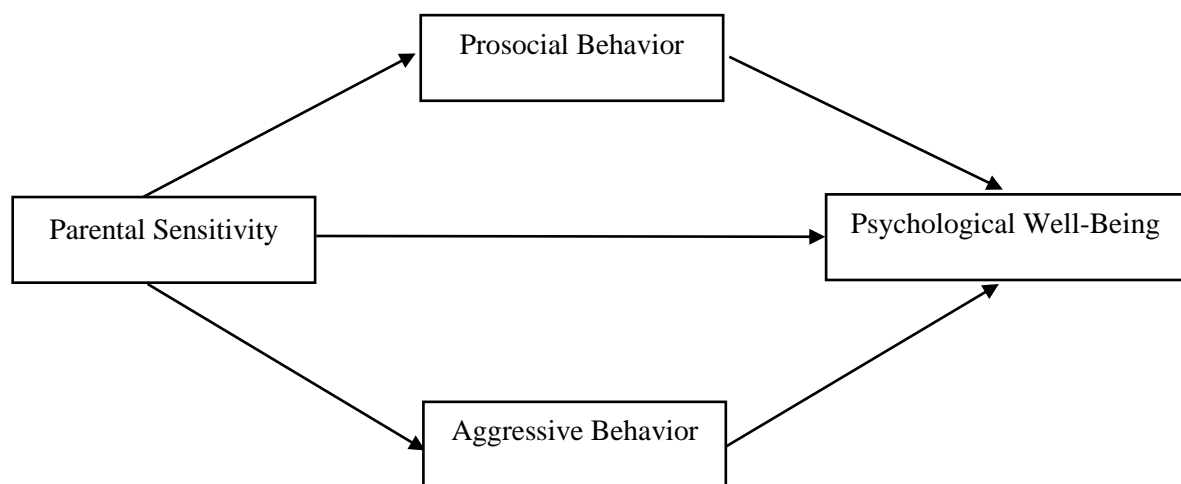 Prosocial Behavior
Parental Sensitivity
Psychological Well-Being
Aggressive Behavior